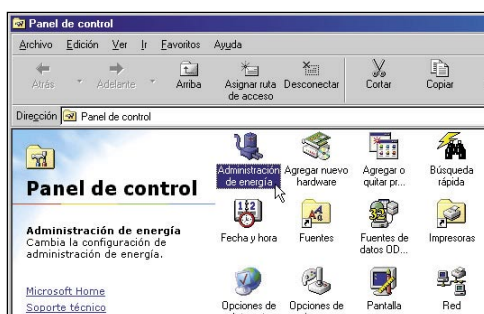 Panel de control
Archivo Edición Ver Ir Favoritos Ayuda
Atrás Adelante Arriba Asignar ruta de acceso Desconectar Cortar Copiar
Dirección Panel de control
Panel de control
Administración de energía
Cambia la configuración de
administración de energía.
Microsoft Home
Soporte técnico
Administración de energía
Agregar nuevo hardware
Agregar o quitar pr...
Búsqueda rápida
Fecha y hora
Fuentes
Fuentes de datos OD...
Impresoras
Opciones de
Opciones de
Pantalla
Red